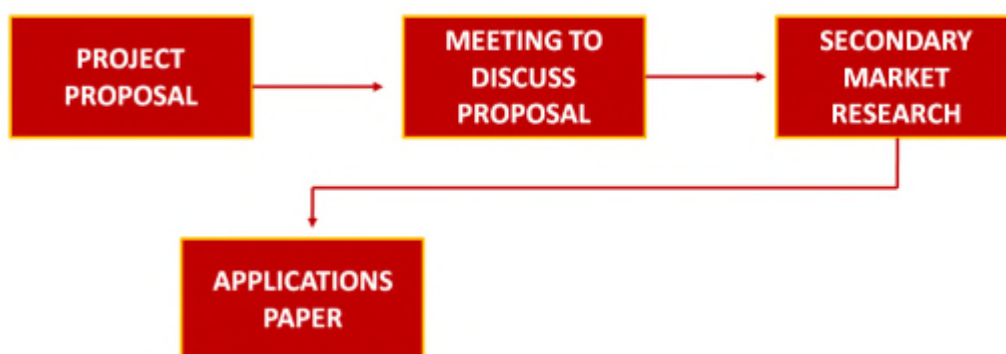 PROJECT
PROPOSAL
MEETING TO
DISCUSS
PROPOSAL
SECONDARY
MARKET
RESEARCH
APPLICATIONS
PAPER